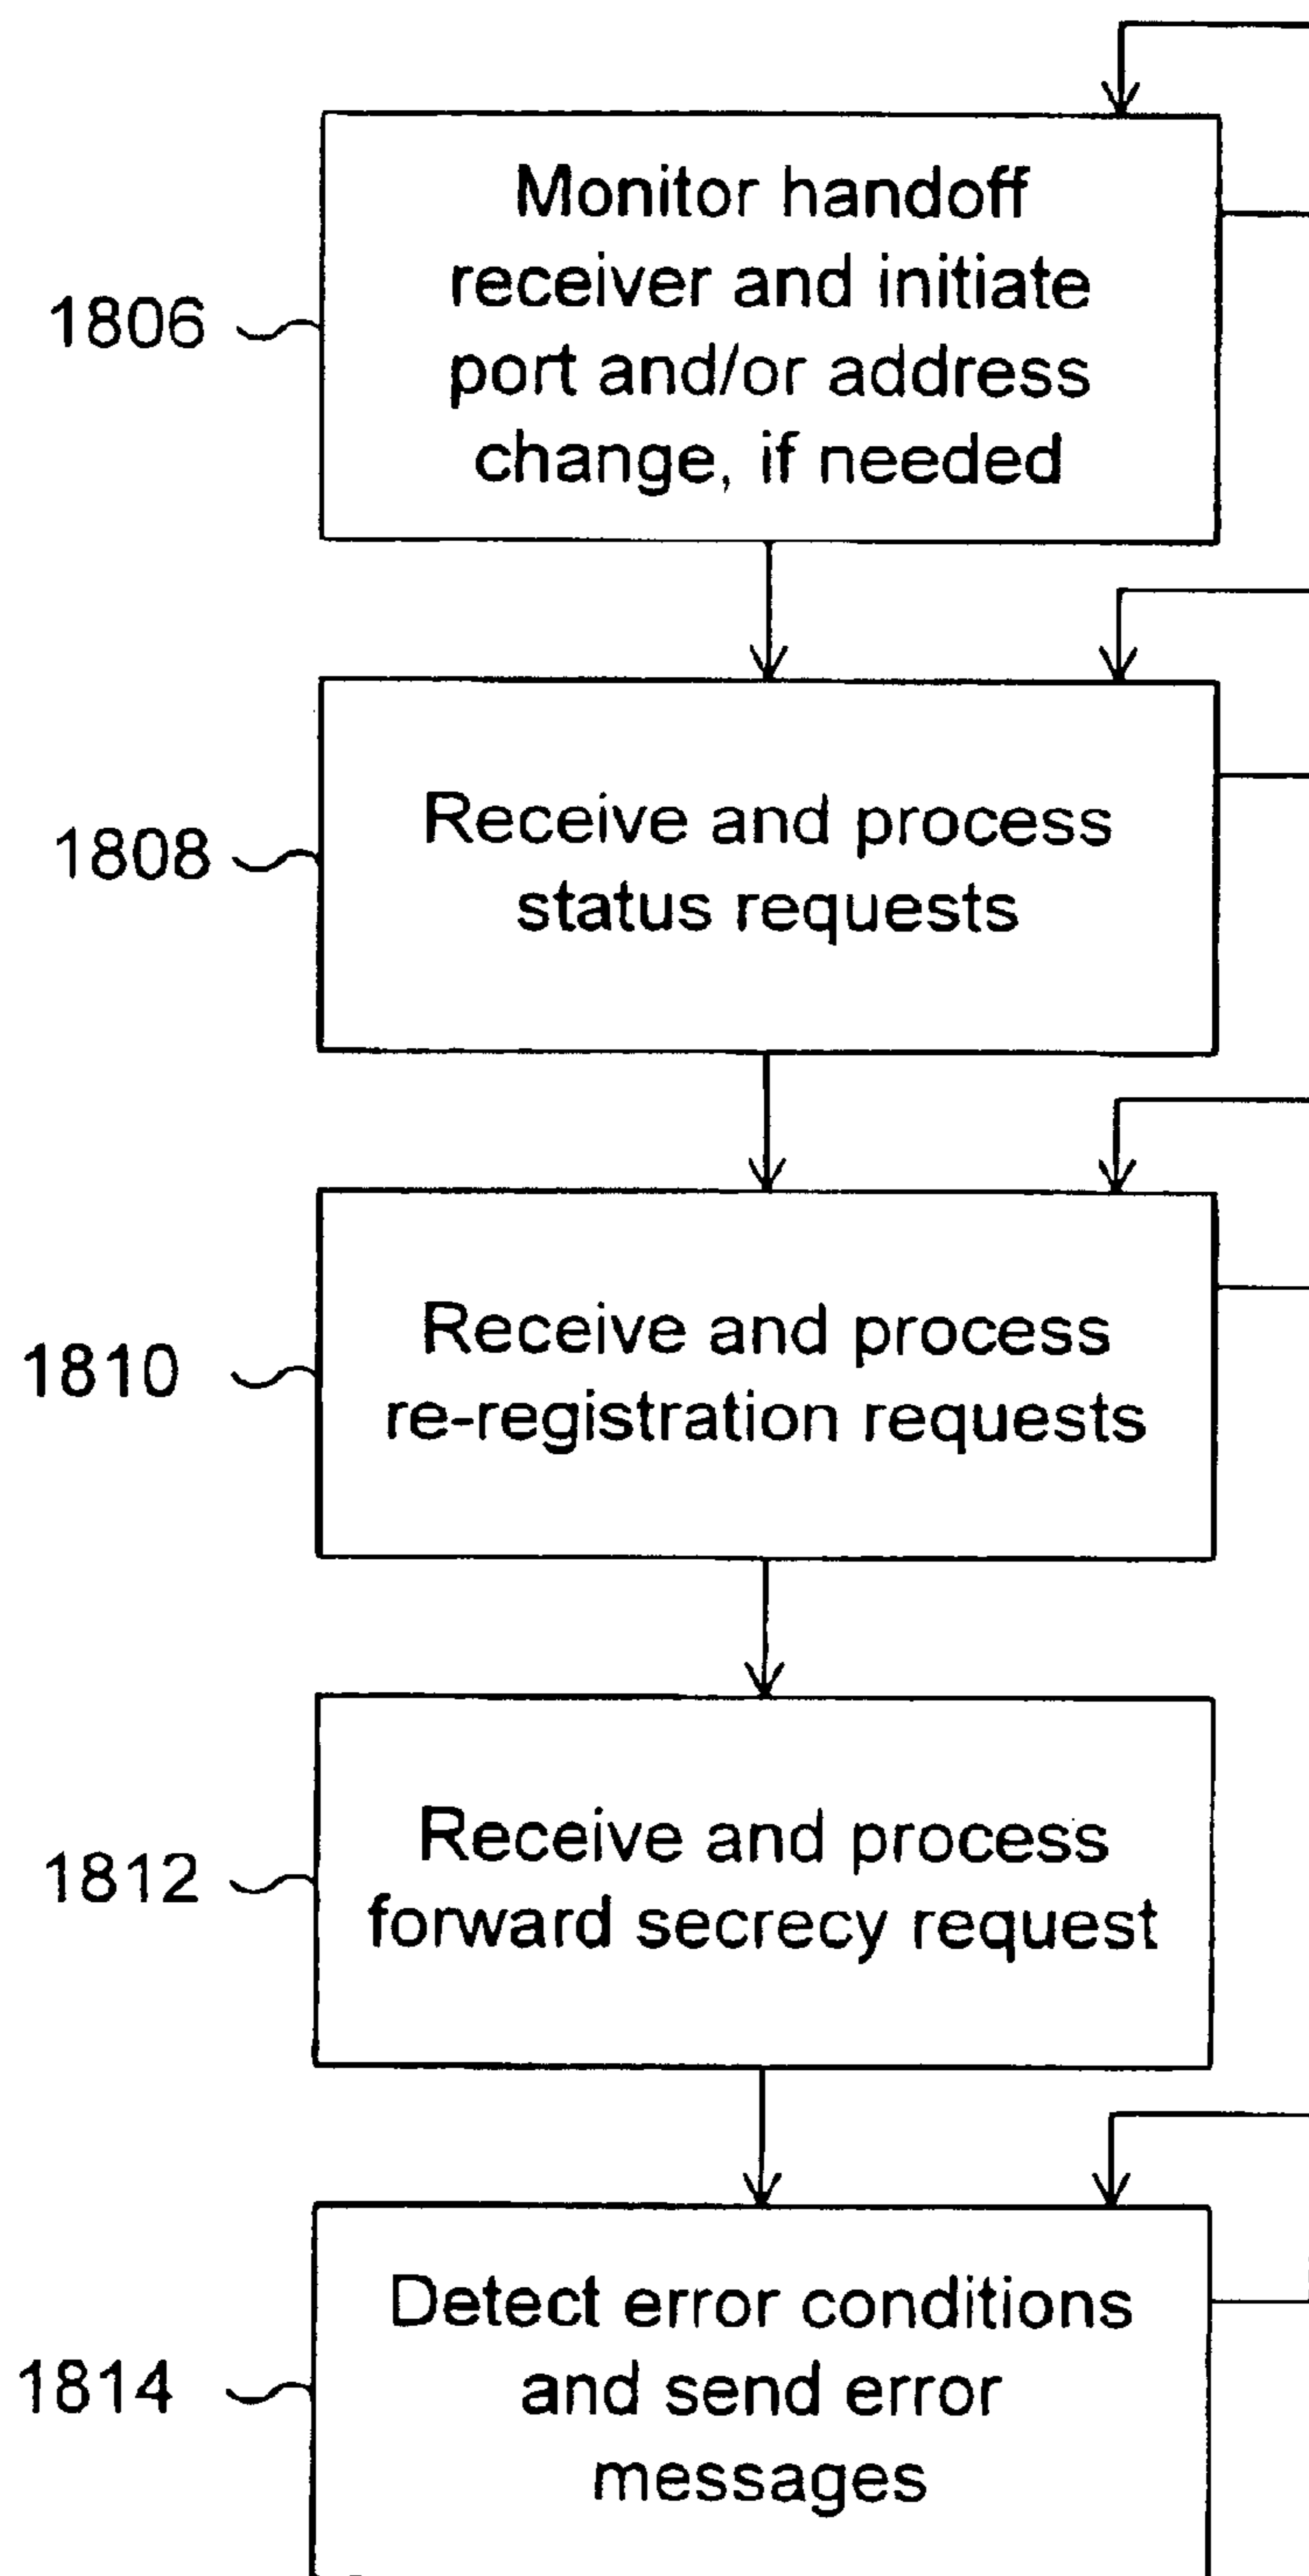 Monitor handoff
receiver and initiate
port and/or address
change, if needed
1806
Receive and process
status requests
1808
Receive and process
re-registration requests
1810
Receive and process
forward secrecy request
1812
Detect error conditions
and send error
messages
1814